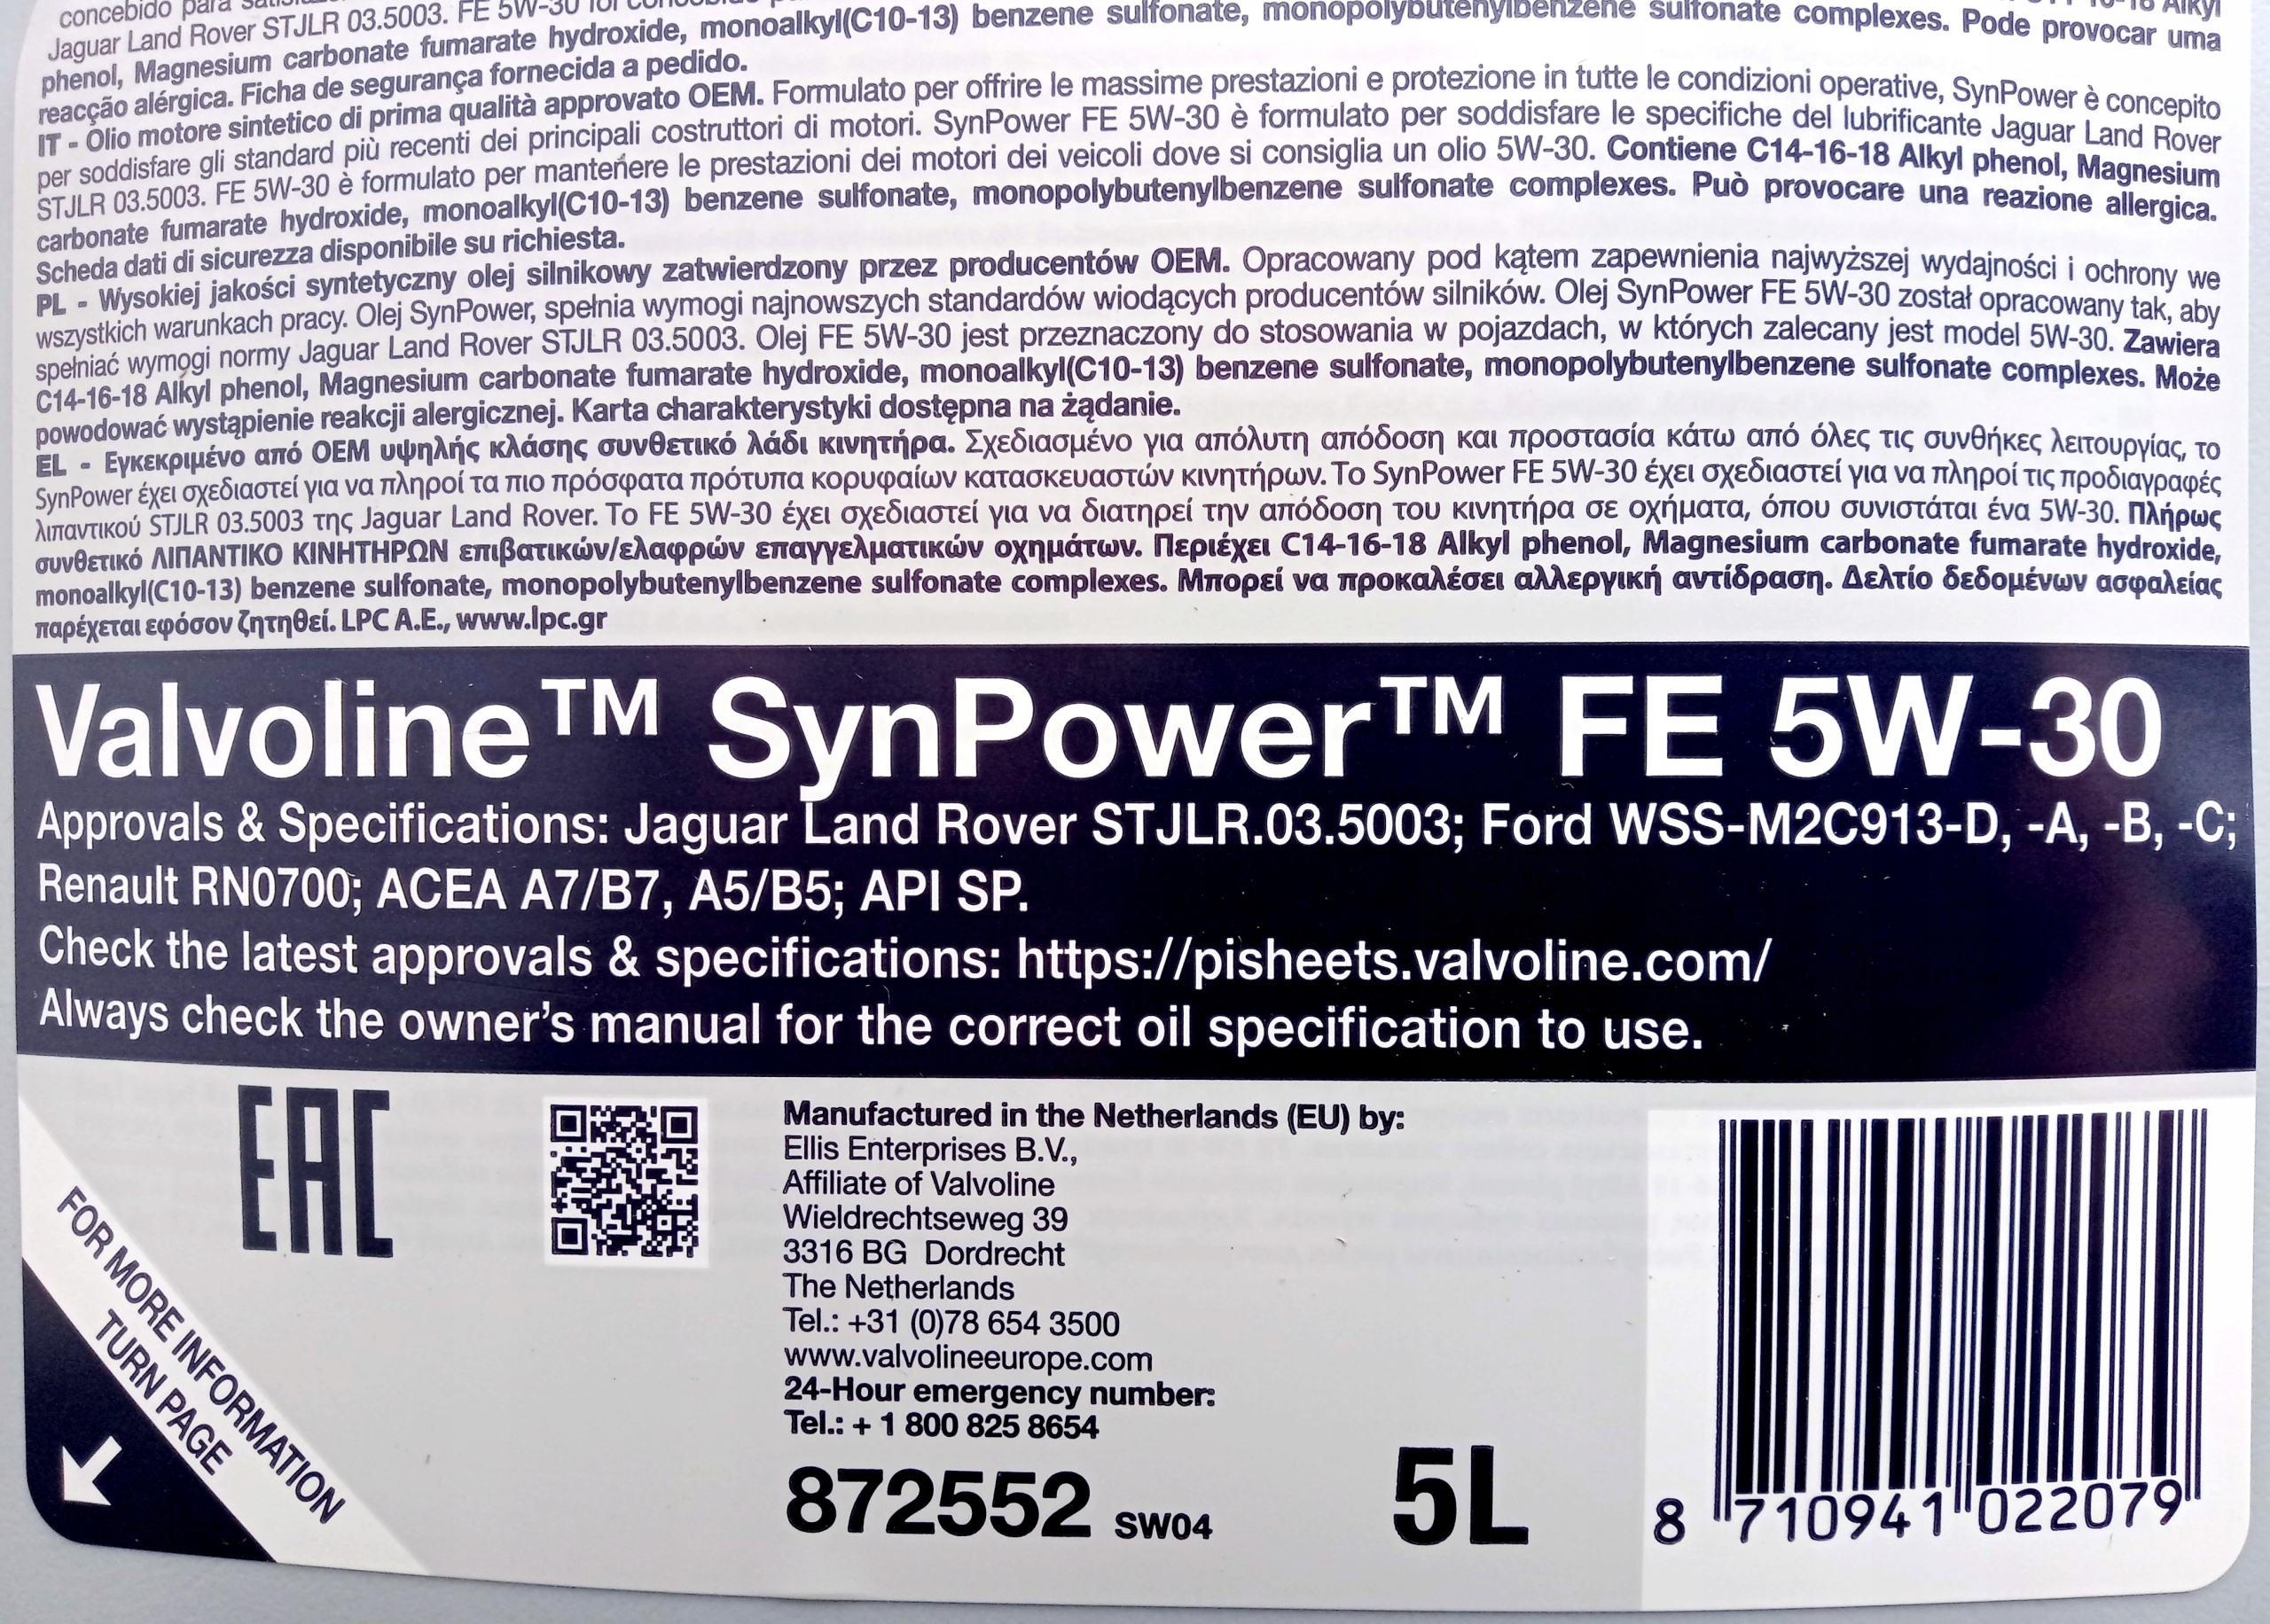 concebido para
Jaguar Land Rover STJLR 03.5003. FE 5W-30 foi
phenol, Magnesium carbonate fumarate hydroxide, monoalkyl(C10-13) benzene sulfonate, monopolybutenylbenzene sulfonate complexes. Pode provocar uma
reacção alérgica. Ficha de segurança fornecida a pedido.
IT - Olio motore sintetico di prima qualità approvato OEM. Formulato per offrire le massime prestazioni e protezione in tutte le condizioni operative, SynPower è concepito
per soddisfare gli standard più recenti dei principali costruttori di motori. SynPower FE 5W-30 è formulato per soddisfare le specifiche del lubrificante Jaguar Land Rover
STJLR 03.5003. FE 5W-30 è formulato per mantenere le prestazioni dei motori dei veicoli dove si consiglia un olio 5W-30. Contiene C14-16-18 Alkyl phenol, Magnesium
carbonate fumarate hydroxide, monoalkyl(C10-13) benzene sulfonate, monopolybutenylbenzene sulfonate complexes. Può provocare una reazione allergica.
Scheda dati di sicurezza disponibile su richiesta.
PL - Wysokiej jakości syntetyczny olej silnikowy zatwierdzony przez producentów OEM. Opracowany pod kątem zapewnienia najwyższej wydajności i ochrony we
wszystkich warunkach pracy. Olej SynPower, spełnia wymogi najnowszych standardów wiodących producentów silników. Olej SynPower FE 5W-30 został opracowany tak, aby
spełniać wymogi normy Jaguar Land Rover STJLR 03.5003. Olej FE 5W-30 jest przeznaczony do stosowania w pojazdach, w których zalecany jest model 5W-30. Zawiera
C14-16-18 Alkyl phenol, Magnesium carbonate fumarate hydroxide, monoalkyl(C10-13) benzene sulfonate, monopolybutenylbenzene sulfonate complexes. Może
powodować wystąpienie reakcji alergicznej. Karta charakterystyki dostępna na żądanie.
EL - Εγκεκριμένο από OEM υψηλής κλάσης συνθετικό λάδι κινητήρα. Σχεδιασμένο για απόλυτη απόδοση και προστασία κάτω από όλες τις συνθήκες λειτουργίας, το
SynPower έχει σχεδιαστεί για να πληροί τα πιο πρόσφατα πρότυπα κορυφαίων κατασκευαστών κινητήρων. Το SynPower FE 5W-30 έχει σχεδιαστεί για να πληροί τις προδιαγραφές
λιπαντικού STJLR 03.5003 της Jaguar Land Rover. Το FE 5W-30 έχει σχεδιαστεί για να διατηρεί την απόδοση του κινητήρα σε οχήματα, όπου συνιστάται ένα 5W-30. Πλήρως
συνθετικό ΛΙΠΑΝΤΙΚΟ ΚΙΝΗΤΗΡΩΝ επιβατικών/ελαφρών επαγγελματικών οχημάτων. Περιέχει C14-16-18 Alkyl phenol, Magnesium carbonate fumarate hydroxide,
monoalkyl(C10-13) benzene sulfonate, monopolybutenylbenzene sulfonate complexes. Μπορεί να προκαλέσει αλλεργική αντίδραση. Δελτίο δεδομένων ασφαλείας
παρέχεται εφόσον ζητηθεί. LPC A.E., www.lpc.gr
Valvoline™ SynPower™ FE 5W-30
Approvals & Specifications: Jaguar Land Rover STJLR.03.5003; Ford WSS-M2C913-D, -A, -B, -C;
Renault RN0700; ACEA A7/B7, A5/B5; API SP.
Check the latest approvals & specifications: https://pisheets.valvoline.com/
Always check the owner's manual for the correct oil specification to use.
EAC
FOR MORE INFORMATION
TURN PAGE
Manufactured in the Netherlands (EU) by:
Ellis Enterprises B.V.,
Affiliate of Valvoline
Wieldrechtseweg 39
3316 BG Dordrecht
The Netherlands
Tel.: +31 (0)78 654 3500
www.valvolineeurope.com
24-Hour emergency number:
Tel.: + 1 800 825 8654
872552 SW04
5L
8 710941 022079